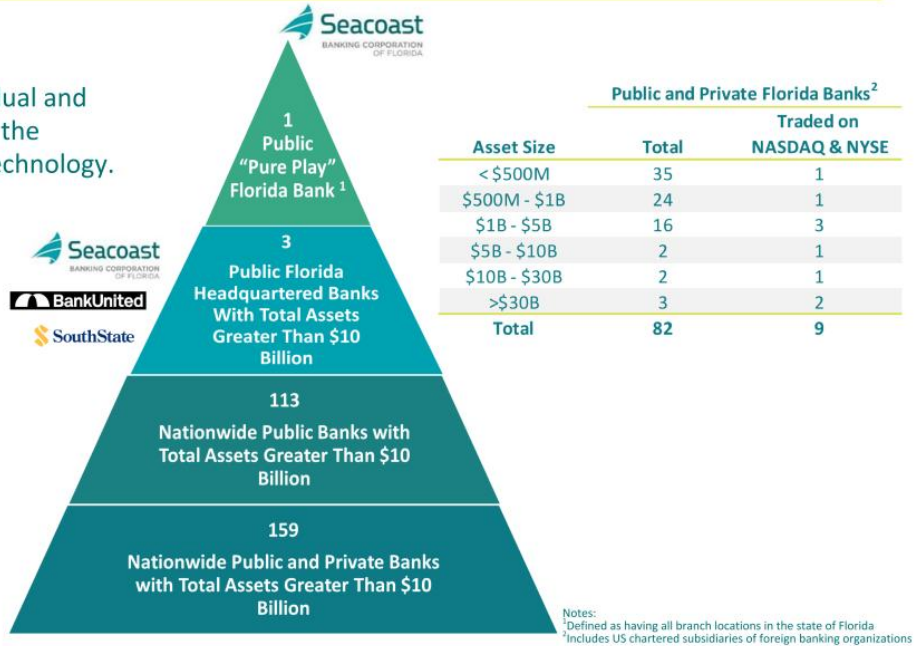 Seacoast
BANKING CORPORATION
OF FLORIDA
dual and
the
echnology.
1
Public
“Pure Play”
Florida Bank 1
Seacoast
BANKING CORPORATION
OF FLORIDA
BankUnited
SouthState
3
Public Florida
Headquartered Banks
With Total Assets
Greater Than $10
Billion
113
Nationwide Public Banks with
Total Assets Greater Than $10
Billion
159
Nationwide Public and Private Banks
with Total Assets Greater Than $10
Billion
Public and Private Florida Banks2
Traded on
Asset Size Total NASDAQ & NYSE
< $500M 35 1
$500M - $1B 24 1
$1B - $5B 16 3
$5B - $10B 2 1
$10B - $30B 2 1
>$30B 3 2
Total 82 9
Notes:
1Defined as having all branch locations in the state of Florida
2Includes US chartered subsidiaries of foreign banking organizations